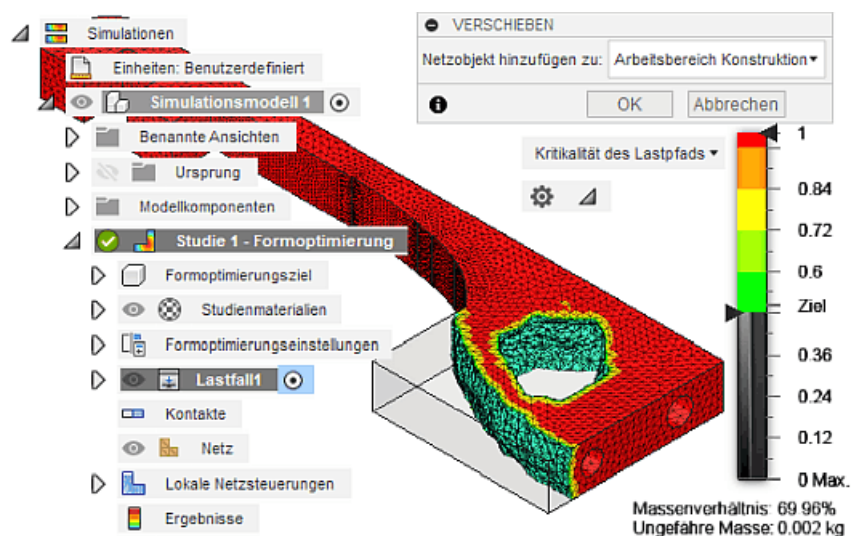 Simulationen
Einheiten: Benutzerdefiniert
Simulationsmodell 1
Benannte Ansichten
Ursprung
Modellkomponenten
Studie 1 - Formoptimierung
Formoptimierungsziel
Studienmaterialien
Formoptimierungseinstellungen
Lastfall1
Kontakte
Netz
Lokale Netzsteuerungen
Ergebnisse
VERSCHIEBEN
Netzobjekt hinzufügen zu: Arbeitsbereich Konstruktion
OK Abbrechen
Kritikalität des Lastpfads
1
0.84
0.72
0.6
Ziel
0.36
0.24
0.12
0 Max.
Massenverhältnis: 69.96%
Ungefähre Masse: 0.002 kg